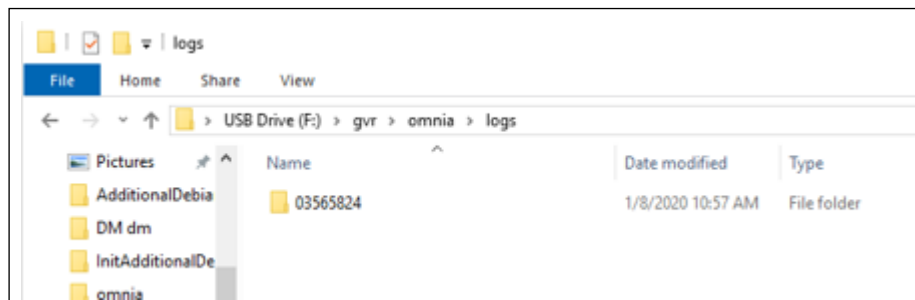 logs
File Home Share View
USB Drive (F:) > gvr > omnia > logs
Name Date modified Type
Pictures
AdditionalDebia
03565824 1/8/2020 10:57 AM File folder
DM dm
InitAdditionalDe
omnia